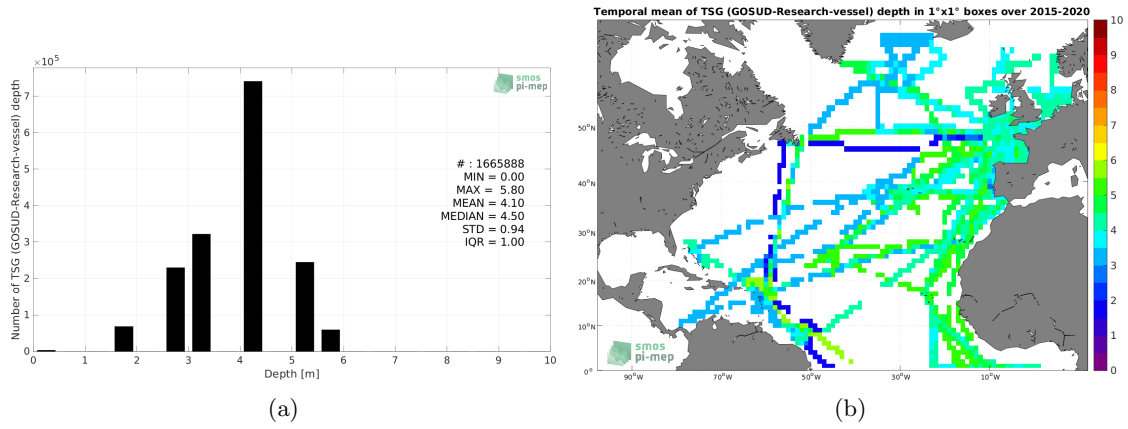 Temporal mean of TSG (GOSUD-Research-vessel) depth in 1°x1° boxes over 2015-2020
×10⁵
Number of TSG (GOSUD-Research-vessel) depth
7
6
5
4
3
2
1
0
smos
pi-mep
# : 1665888
MIN = 0.00
MAX = 5.80
MEAN = 4.10
MEDIAN = 4.50
STD = 0.94
IQR = 1.00
0 1 2 3 4 5 6 7 8 9 10
Depth [m]
(a)
50°N
40°N
30°N
20°N
10°N
0°
90°W 70°W 50°W 30°W 10°W
smos
pi-mep
10
9
8
7
6
5
4
3
2
1
0
(b)